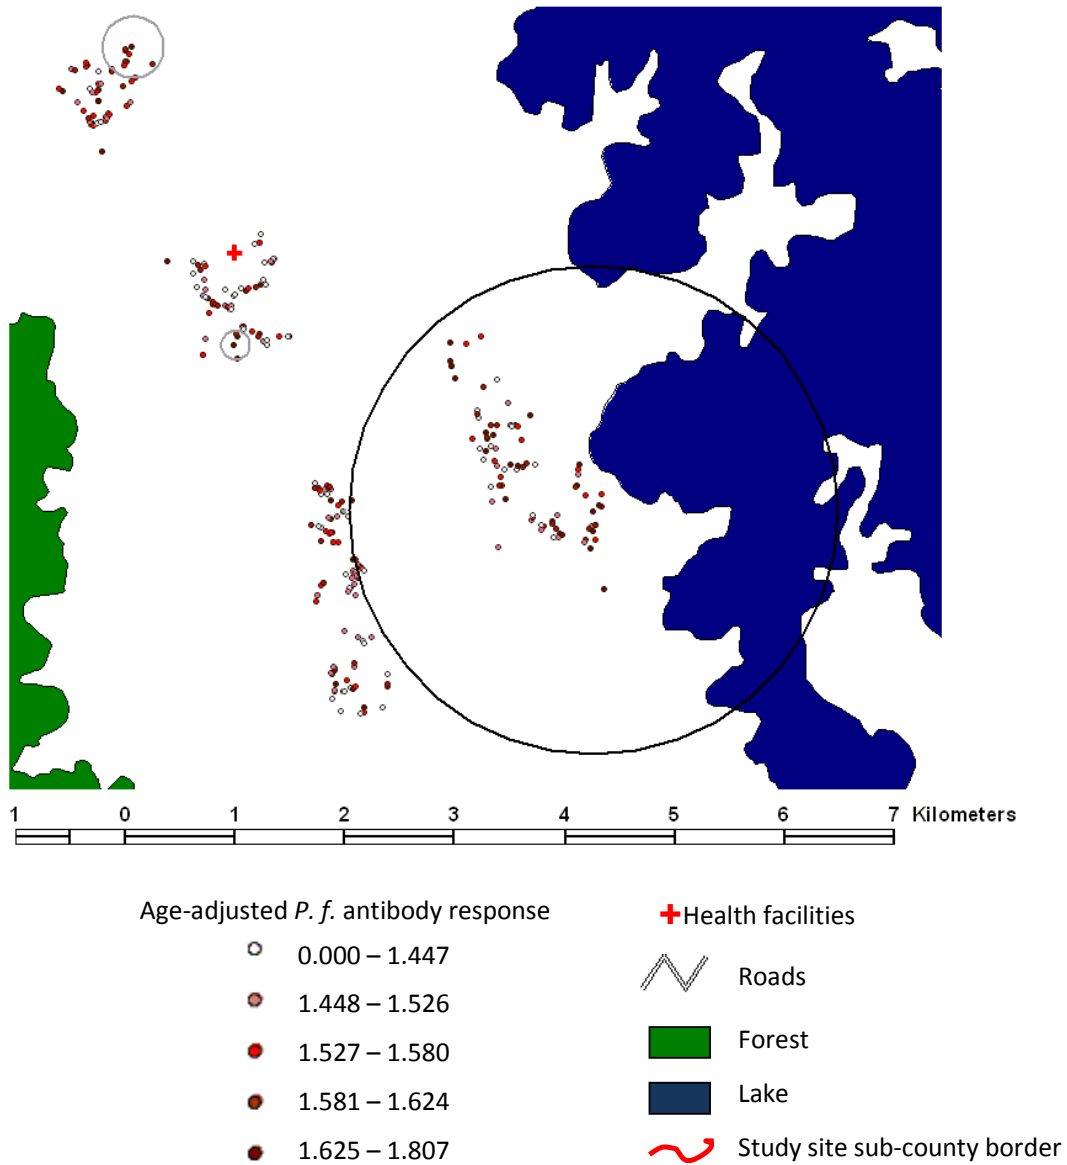 1 0 1 2 3 4 5 6 7 Kilometers
Age-adjusted P. f. antibody response
0.000 – 1.447
1.448 – 1.526
1.527 – 1.580
1.581 – 1.624
1.625 – 1.807
Health facilities
Roads
Forest
Lake
Study site sub-county border